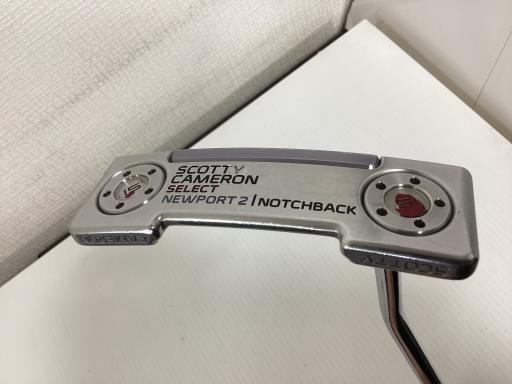 SCOTTY
CAMERON
SELECT
NEWPORT 2 | NOTCHBACK
CAMERON
SCOTTY